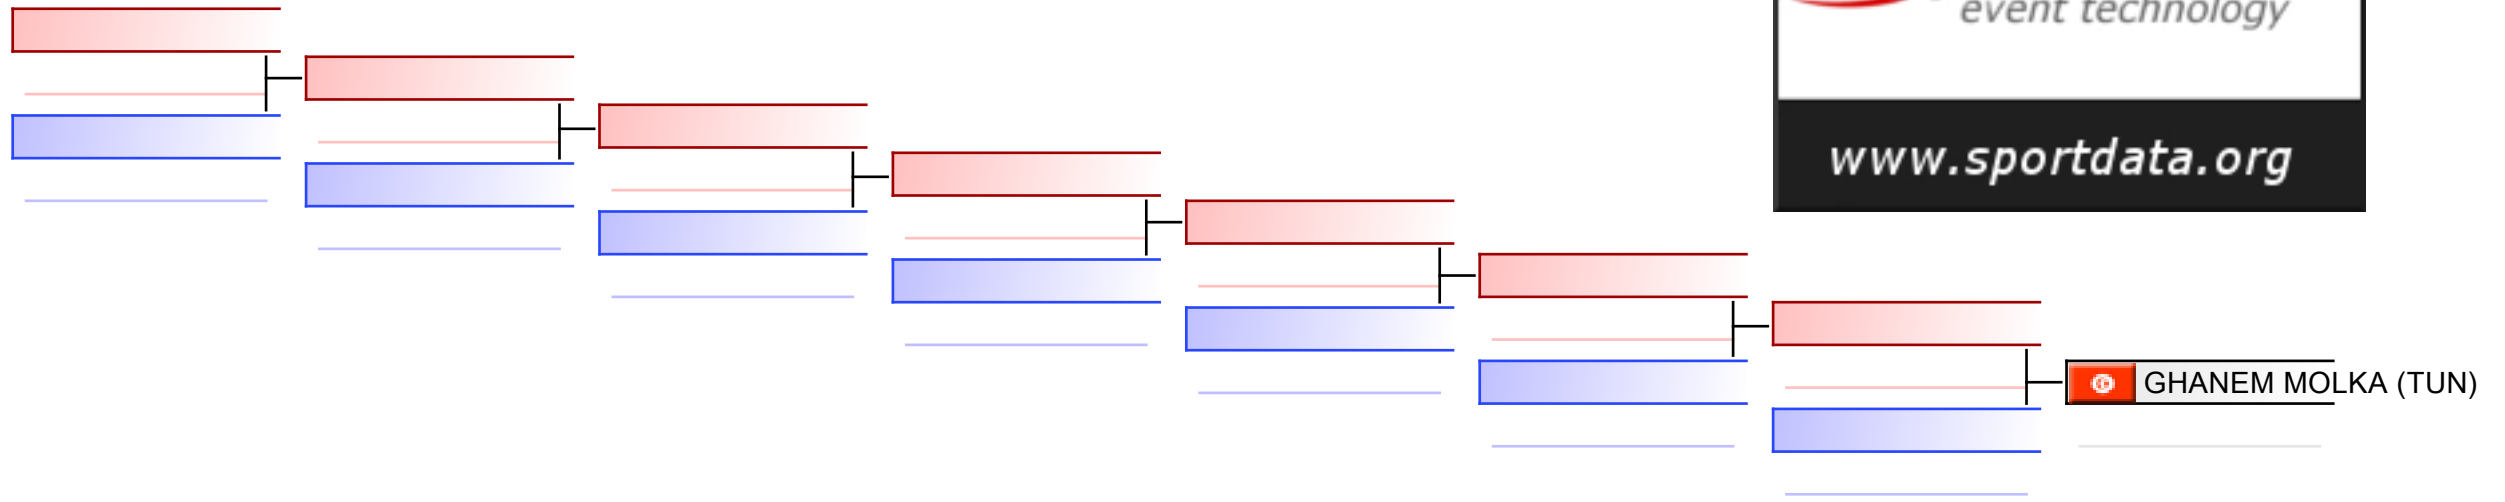 event technology
www.sportdata.org
GHANEM MOLKA (TUN)